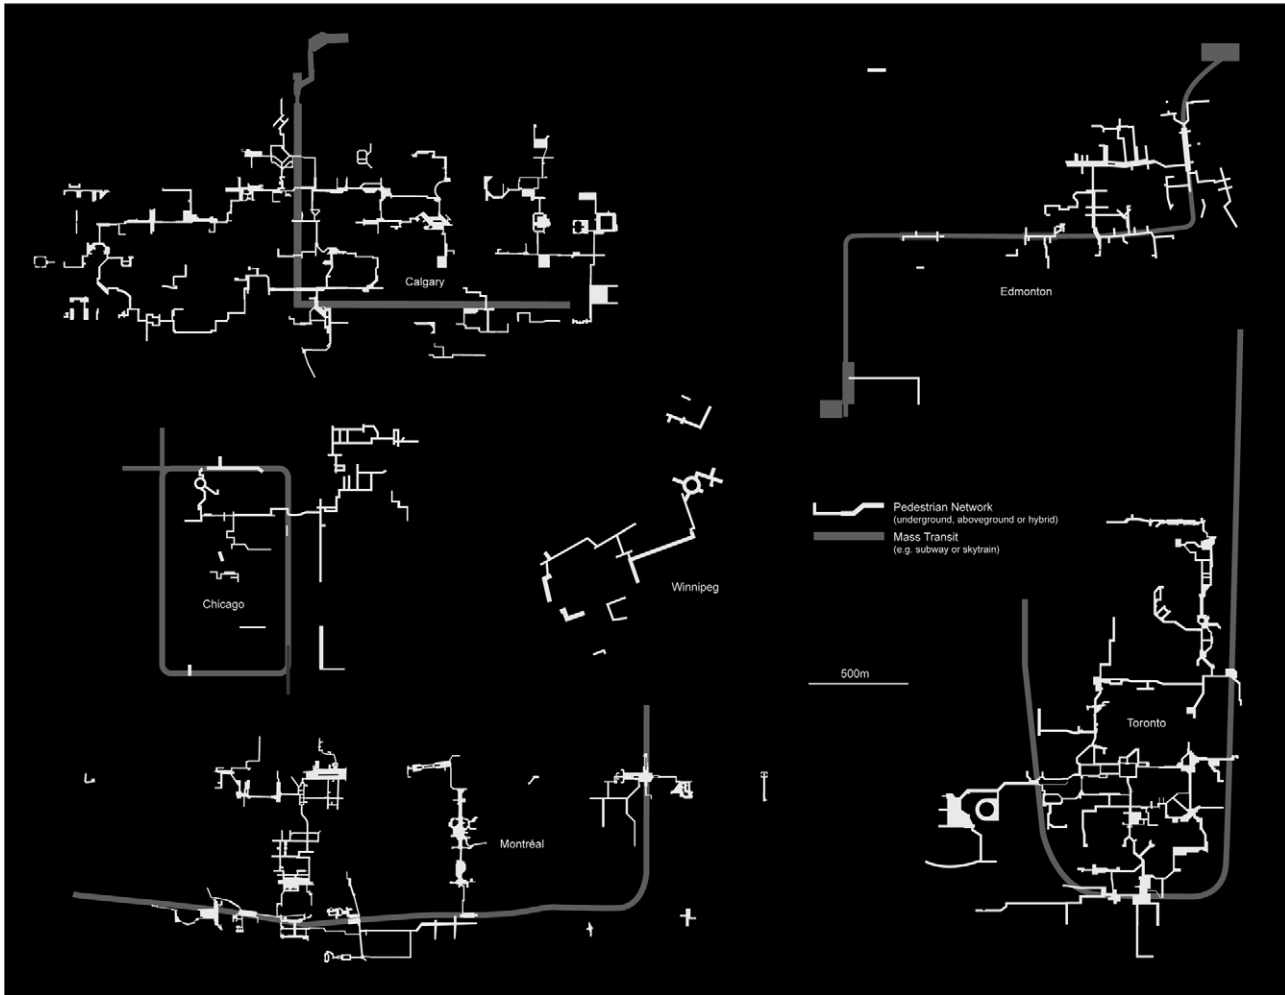 Calgary
Edmonton
Pedestrian Network
(underground, aboveground or hybrid)
Mass Transit
(e.g. subway or skytrain)
Winnipeg
Chicago
500m
Toronto
Montréal